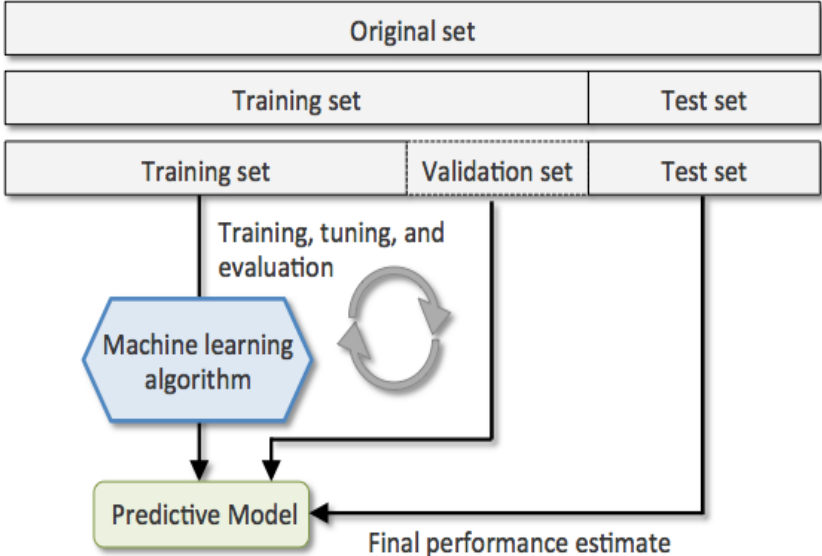 Original set
Training set
Test set
Training set
Validation set
Test set
Training, tuning, and
evaluation
Machine learning
algorithm
Predictive Model
Final performance estimate